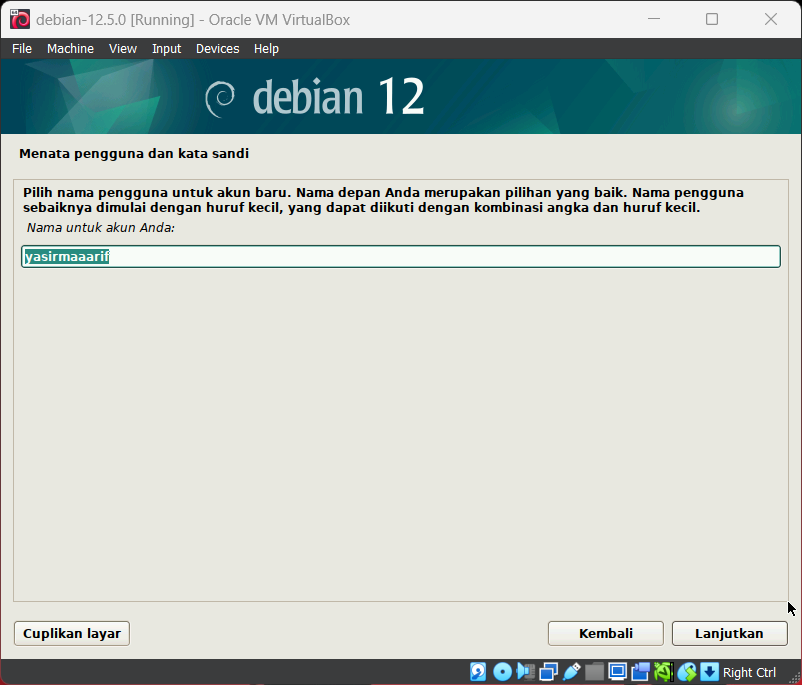 debian-12.5.0 [Running] - Oracle VM VirtualBox
File Machine View Input Devices Help
debian 12
Menata pengguna dan kata sandi
Pilih nama pengguna untuk akun baru. Nama depan Anda merupakan pilihan yang baik. Nama pengguna
sebaiknya dimulai dengan huruf kecil, yang dapat diikuti dengan kombinasi angka dan huruf kecil.
Nama untuk akun Anda:
yasirmaaarif
Cuplikan layar Kembali Lanjutkan
Right Ctrl